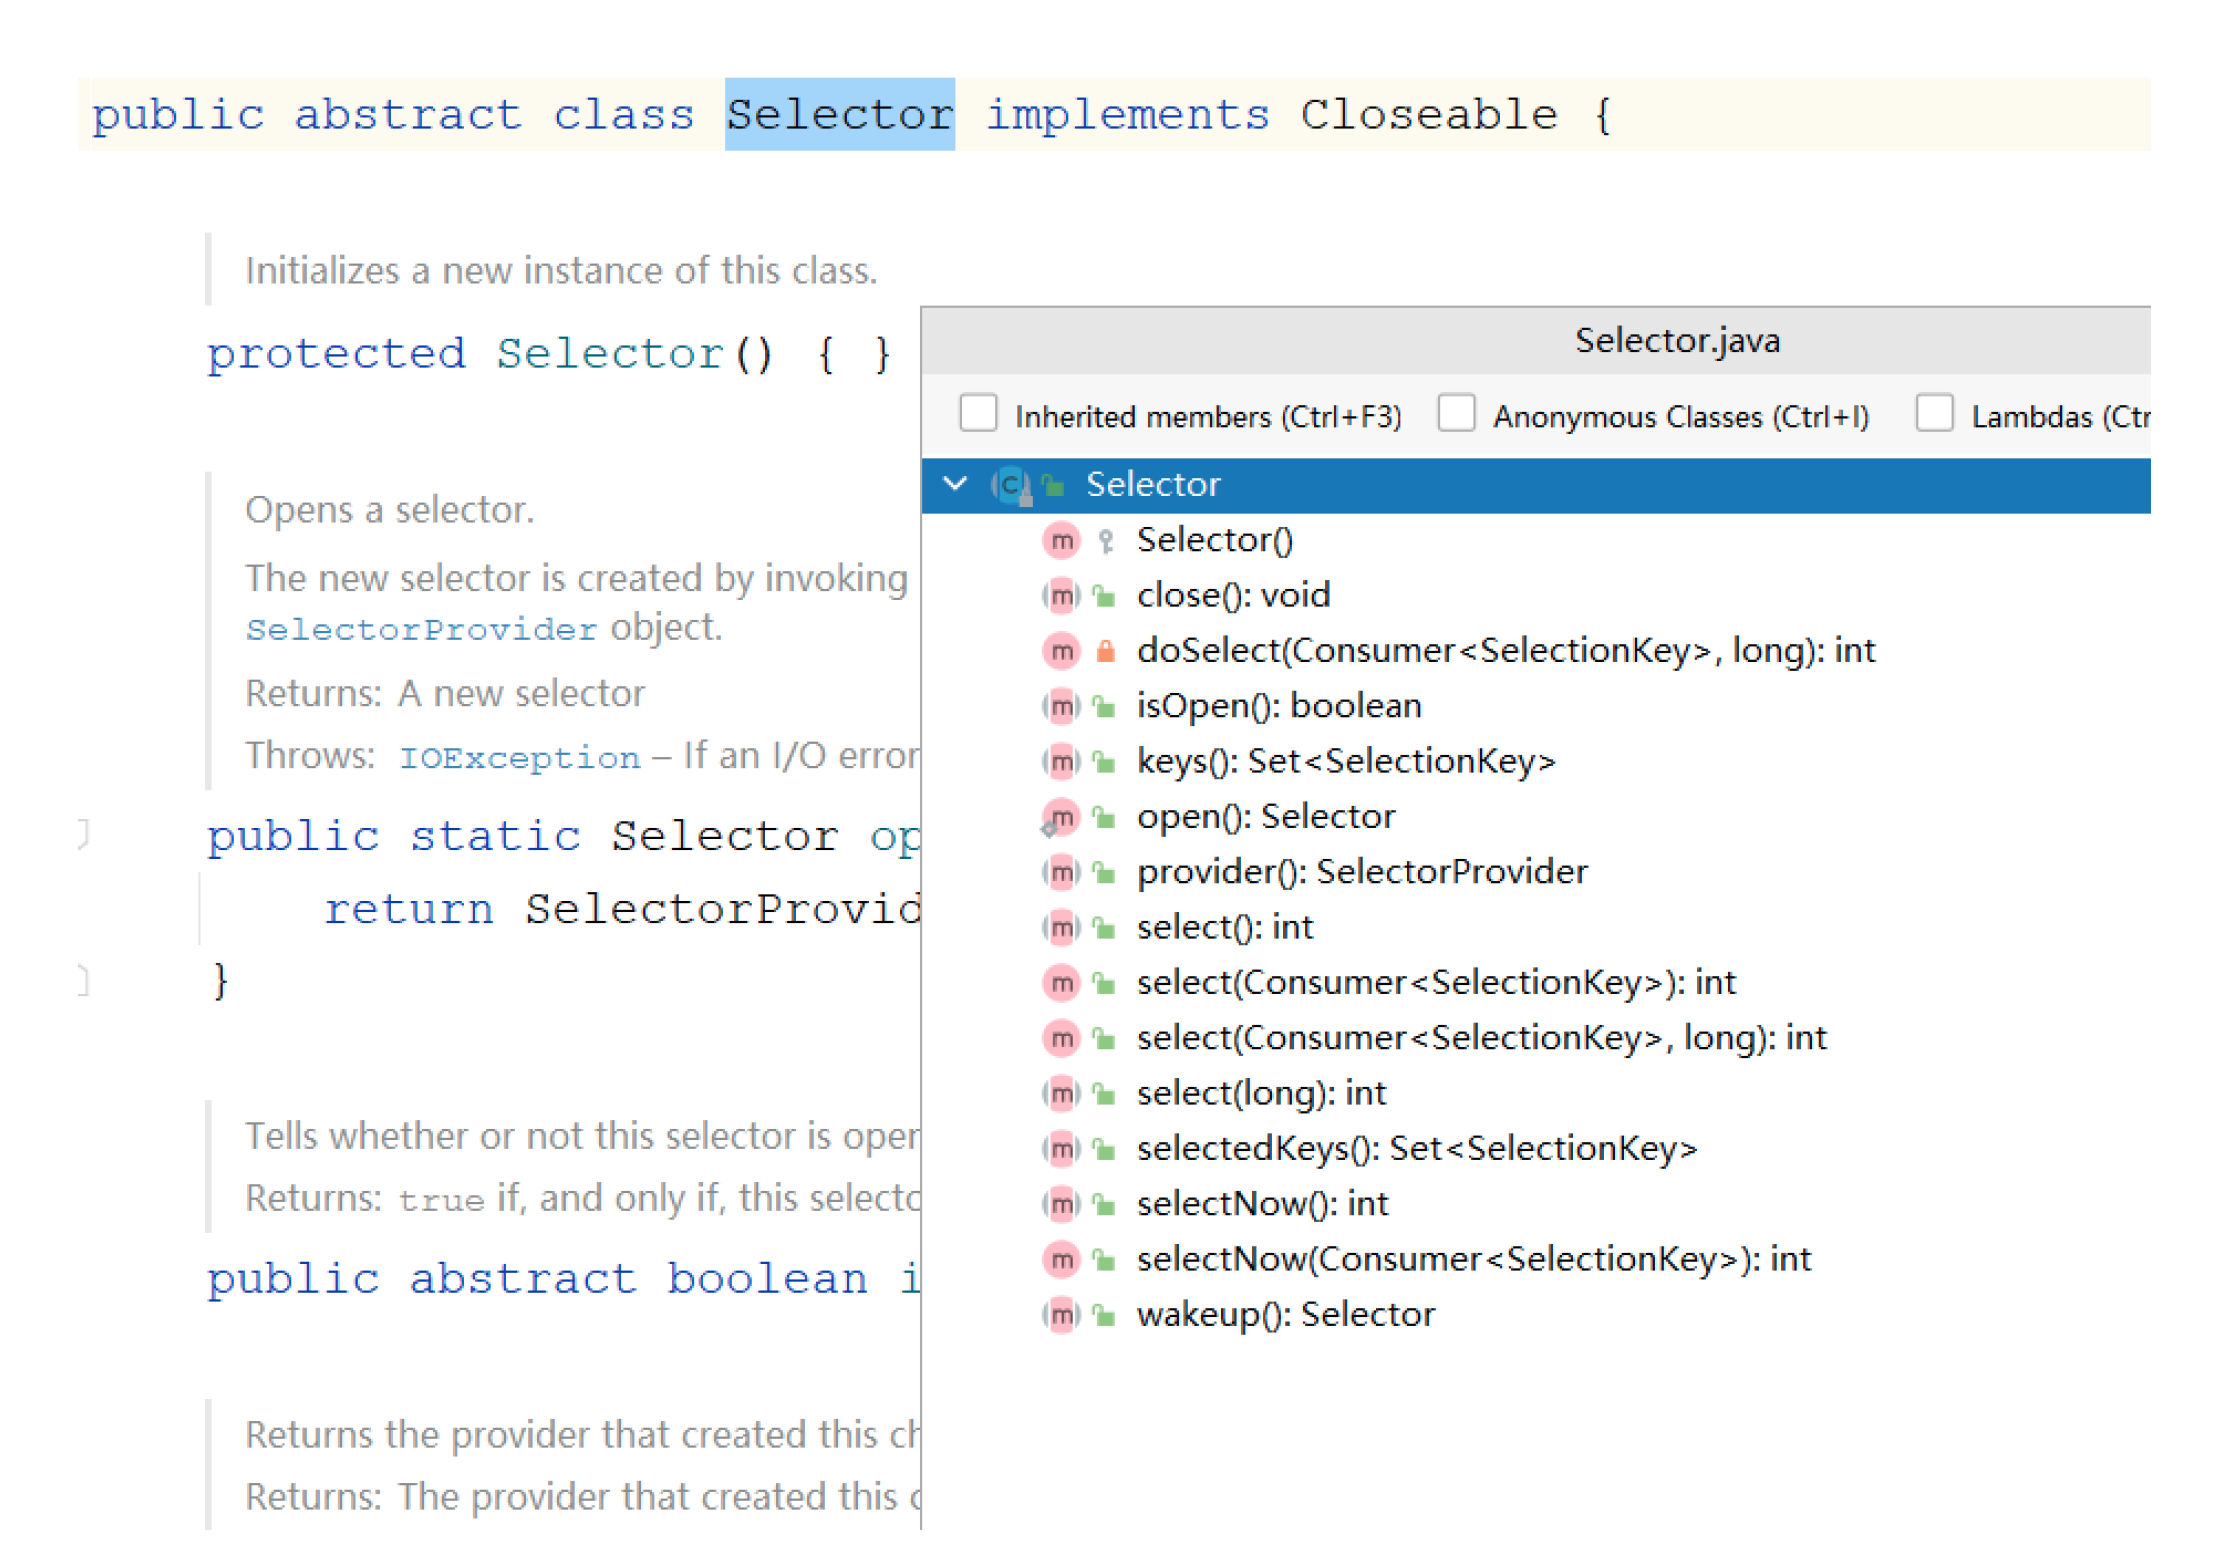 public abstract class Selector implements Closeable {
Initializes a new instance of this class.
protected Selector() { }
Opens a selector.
The new selector is created by invoking
SelectorProvider object.
Returns: A new selector
Throws: IOException – If an I/O error
public static Selector op
return SelectorProvid
}
Tells whether or not this selector is oper
Returns: true if, and only if, this selecto
public abstract boolean i
Returns the provider that created this ch
Returns: The provider that created this c
Selector.java
Inherited members (Ctrl+F3) Anonymous Classes (Ctrl+I) Lambdas (Ctr
Selector
Selector()
close(): void
doSelect(Consumer<SelectionKey>, long): int
isOpen(): boolean
keys(): Set<SelectionKey>
open(): Selector
provider(): SelectorProvider
select(): int
select(Consumer<SelectionKey>): int
select(Consumer<SelectionKey>, long): int
select(long): int
selectedKeys(): Set<SelectionKey>
selectNow(): int
selectNow(Consumer<SelectionKey>): int
wakeup(): Selector